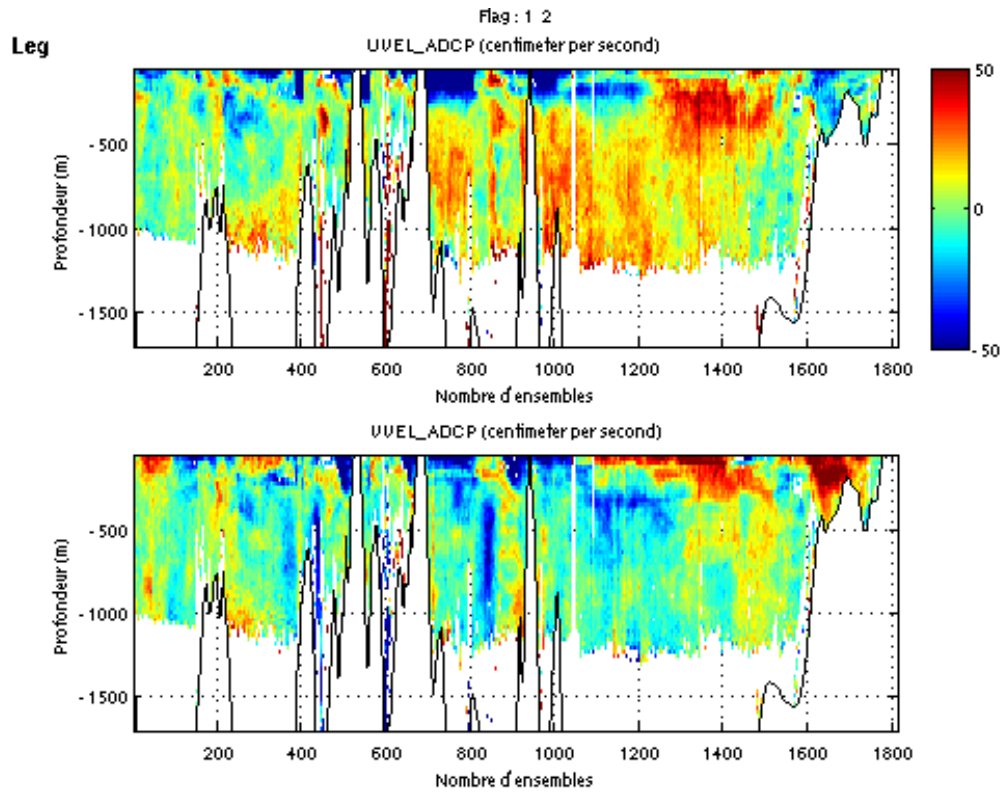 Flag : 1 2
Leg
UVEL_ADCP (centimeter per second)
Profondeur (m)
-500
-1000
-1500
200 400 600 800 1000 1200 1400 1600 1800
Nombre d'ensembles
50
0
-50
VVEL_ADCP (centimeter per second)
Profondeur (m)
-500
-1000
-1500
200 400 600 800 1000 1200 1400 1600 1800
Nombre d'ensembles